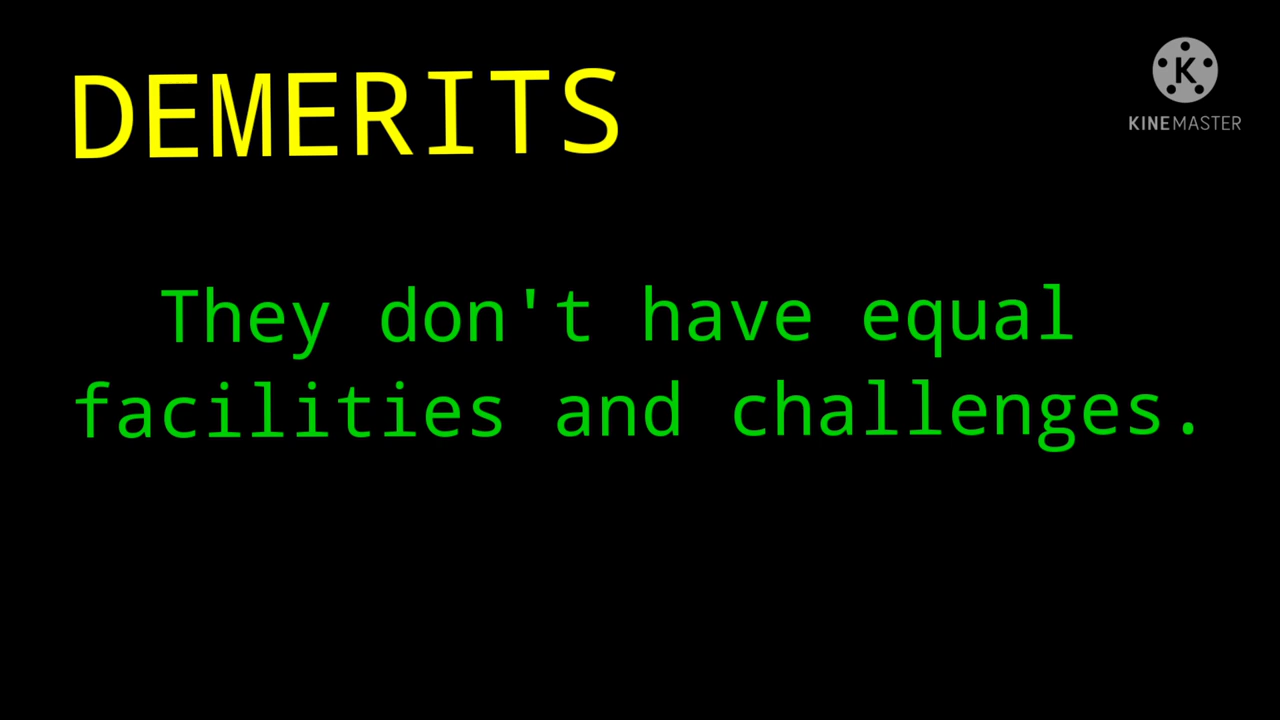 DEMERITS
K
KINEMASTER
They don't have equal
facilities and challenges.